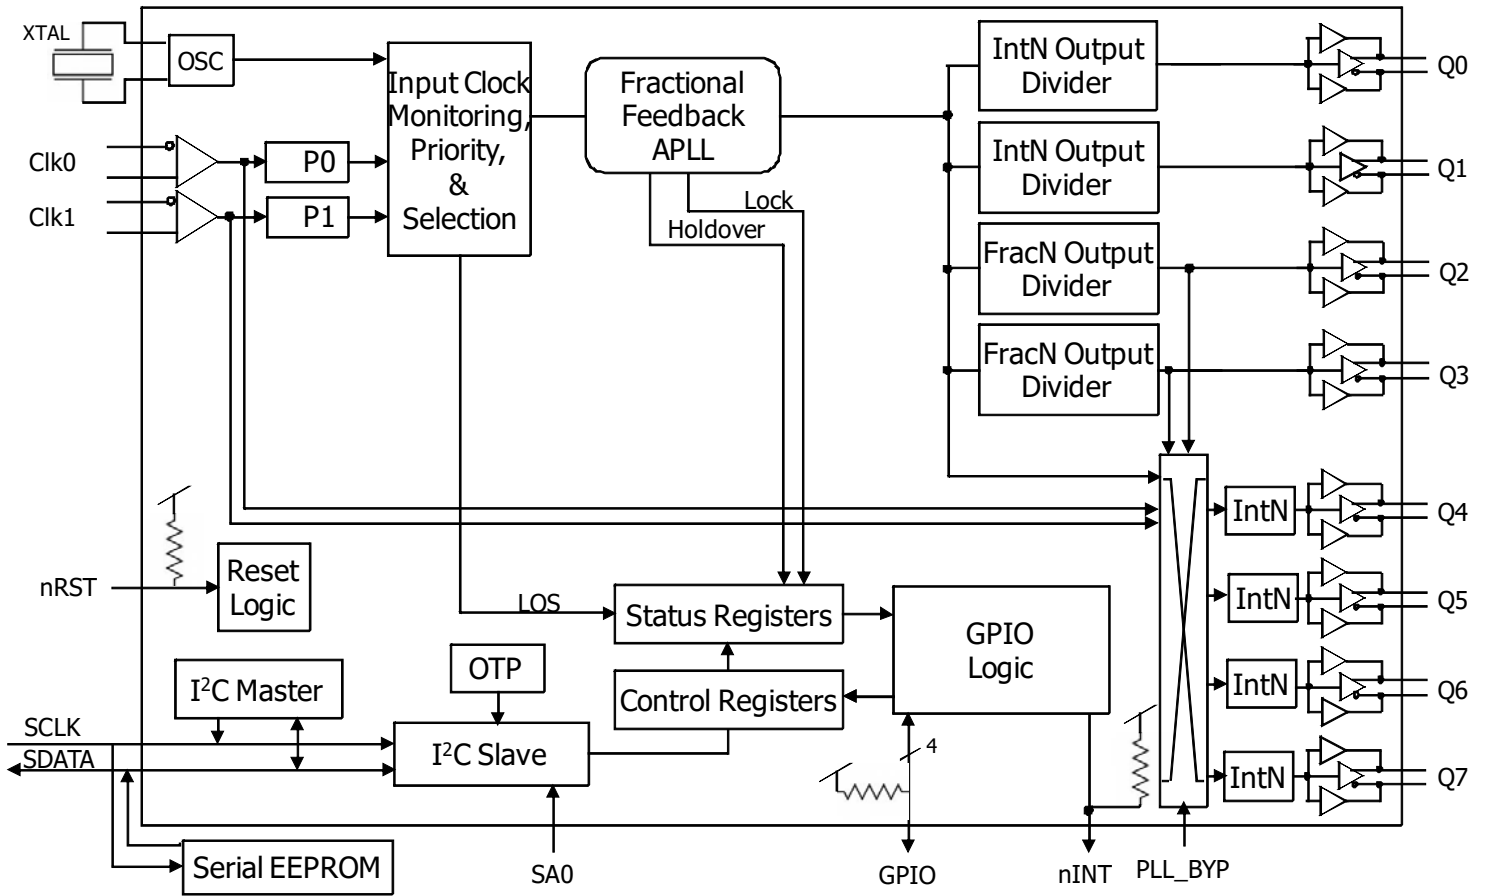 XTAL
OSC
Clk0
Clk1
P0
P1
Input Clock
Monitoring,
Priority,
&
Selection
Fractional
Feedback
APLL
Lock
Holdover
IntN Output
Divider
IntN Output
Divider
FracN Output
Divider
FracN Output
Divider
Q0
Q1
Q2
Q3
nRST
Reset
Logic
LOS
Status Registers
GPIO
Logic
OTP
Control Registers
I²C Master
SCLK
SDATA
I²C Slave
4
IntN
IntN
IntN
IntN
Q4
Q5
Q6
Q7
Serial EEPROM
SA0
GPIO
nINT
PLL_BYP